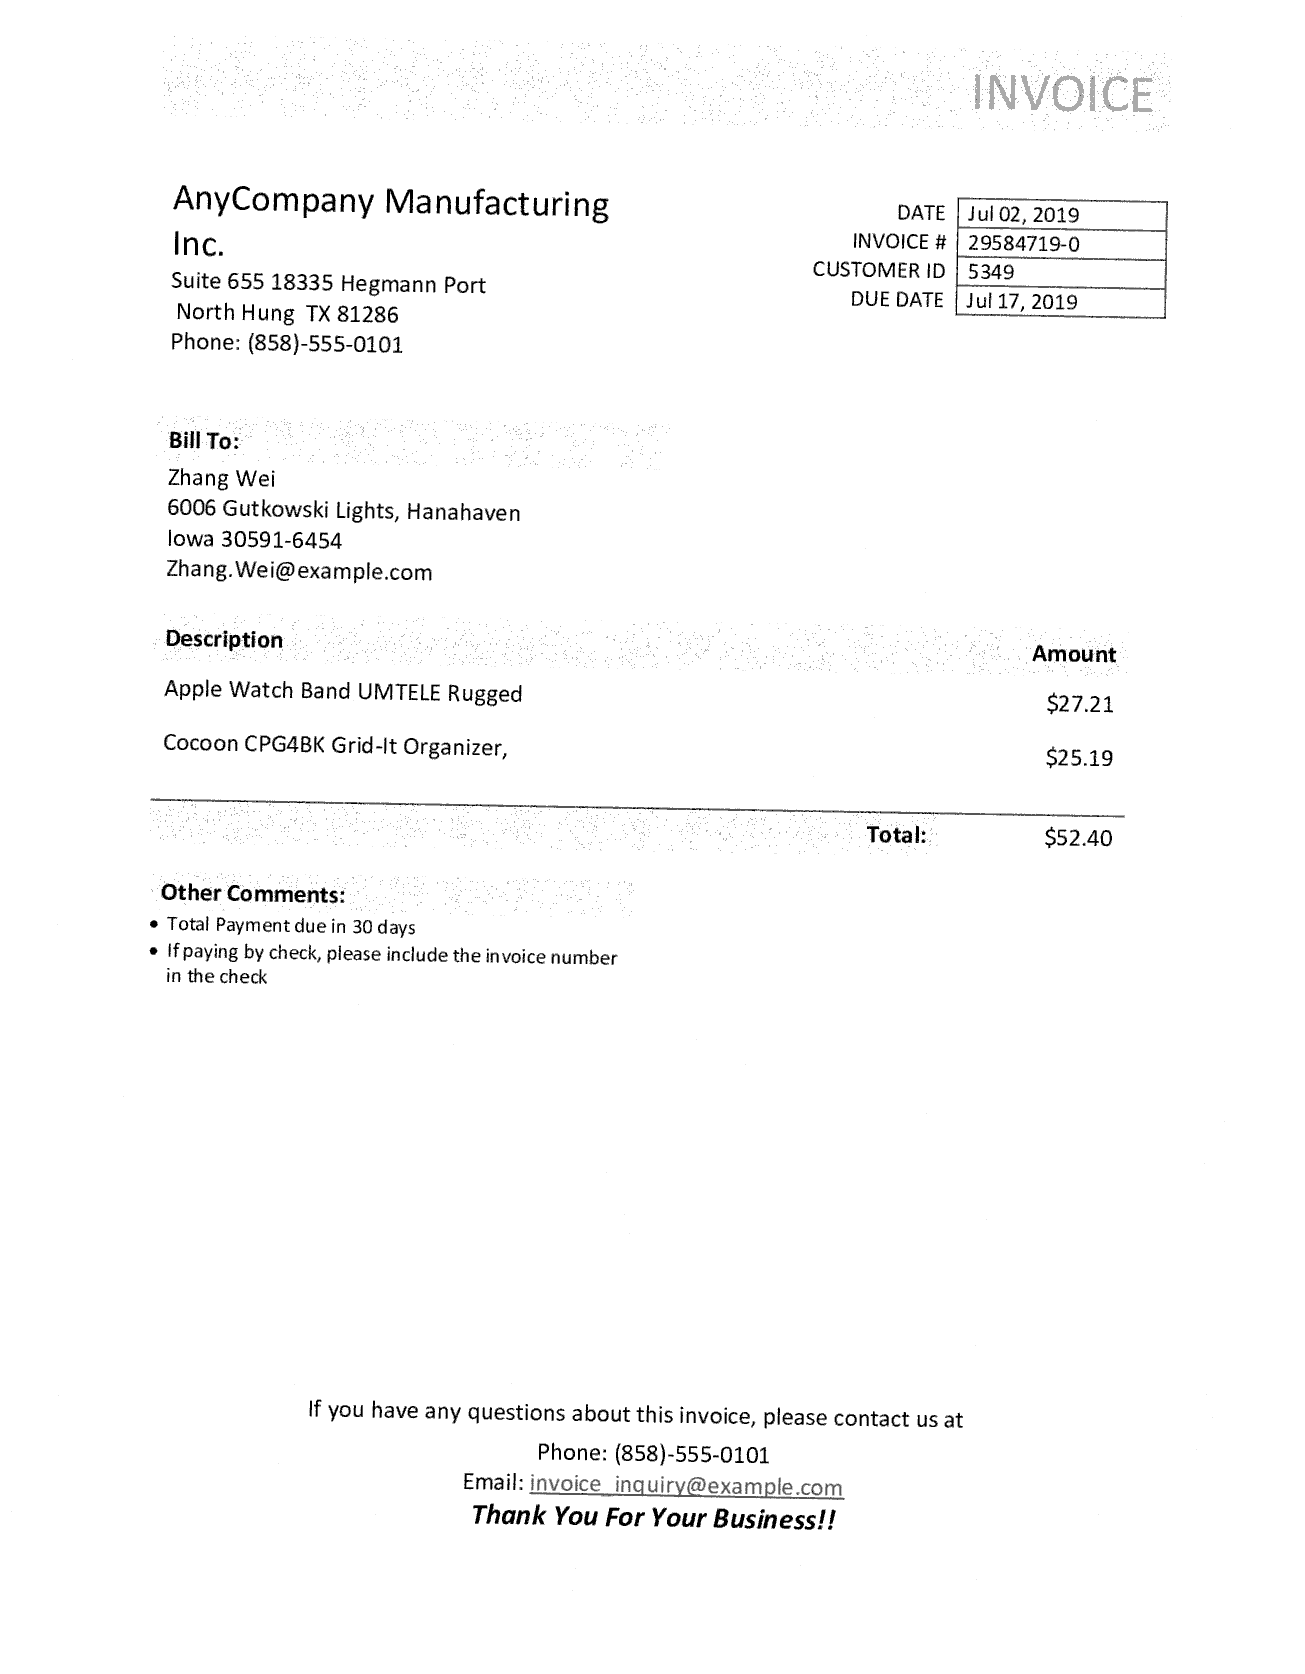 INVOICE
AnyCompany Manufacturing
Inc.
Suite 655 18335 Hegmann Port
North Hung TX 81286
Phone: (858)-555-0101
DATE Jul 02, 2019
INVOICE # 29584719-0
CUSTOMER ID 5349
DUE DATE Jul 17, 2019
Bill To:
Zhang Wei
6006 Gutkowski Lights, Hanahaven
Iowa 30591-6454
Zhang.Wei@example.com
Description Amount
Apple Watch Band UMTELE Rugged $27.21
Cocoon CPG4BK Grid-It Organizer, $25.19
Total: $52.40
Other Comments:
• Total Payment due in 30 days
• If paying by check, please include the invoice number
in the check
If you have any questions about this invoice, please contact us at
Phone: (858)-555-0101
Email: invoice_inquiry@example.com
Thank You For Your Business!!